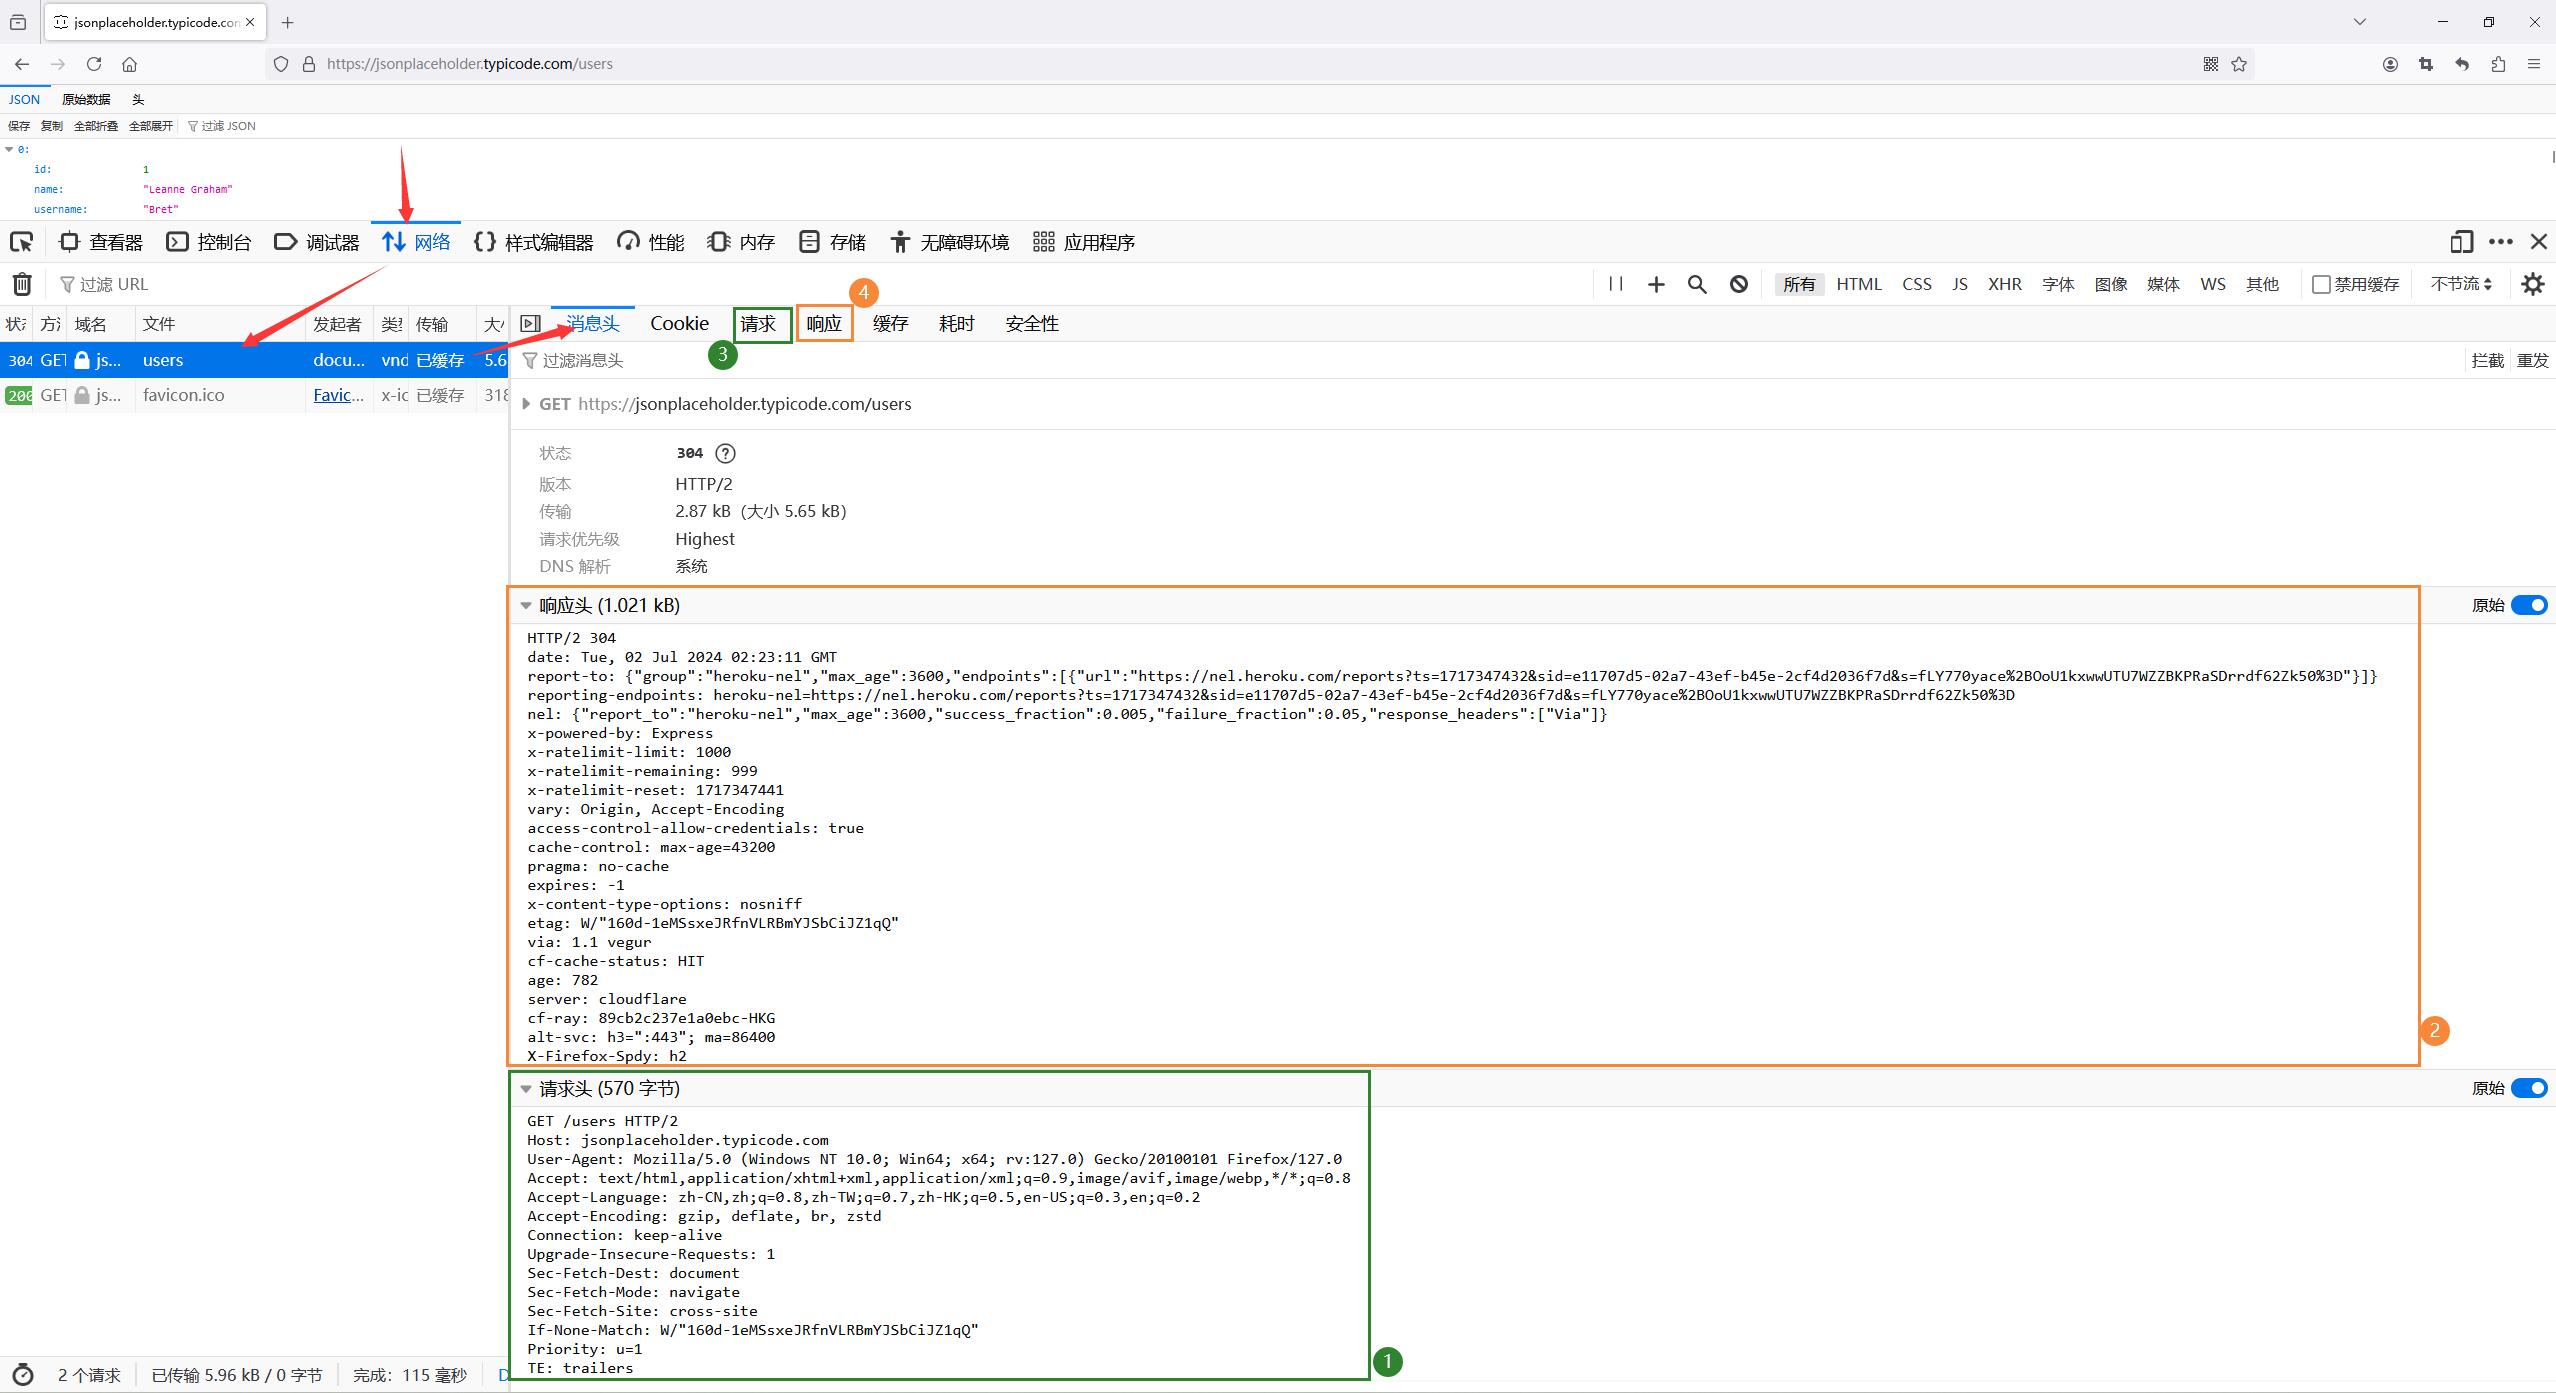 jsonplaceholder.typicode.con
https://jsonplaceholder.typicode.com/users
JSON 原始数据 头
保存 复制 全部折叠 全部展开 过滤 JSON
0:
id: 1
name: "Leanne Graham"
username: "Bret"
查看器 控制台 调试器 网络 样式编辑器 性能 内存 存储 无障碍环境 应用程序
过滤 URL
所有 HTML CSS JS XHR 字体 图像 媒体 WS 其他 禁用缓存 不节流
域名 文件 发起者 传输
消息头 Cookie 请求 响应 缓存 耗时 安全性
4
3
304 GET js... users docu... vnd 已缓存 5.6
200 GET js... favicon.ico Favic... x-ic 已缓存 318
过滤消息头 拦截 重发
GET https://jsonplaceholder.typicode.com/users
状态 304 ?
版本 HTTP/2
传输 2.87 kB (大小 5.65 kB)
请求优先级 Highest
DNS 解析 系统
响应头 (1.021 kB) 原始
HTTP/2 304
date: Tue, 02 Jul 2024 02:23:11 GMT
report-to: {"group":"heroku-nel","max_age":3600,"endpoints":[{"url":"https://nel.heroku.com/reports?ts=1717347432&sid=e11707d5-02a7-43ef-b45e-2cf4d2036f7d&s=fLY770yace%2BOoU1kxwwUTU7WZZBKPRaSDrrdf62Zk50%3D"}]}
reporting-endpoints: heroku-nel=https://nel.heroku.com/reports?ts=1717347432&sid=e11707d5-02a7-43ef-b45e-2cf4d2036f7d&s=fLY770yace%2BOoU1kxwwUTU7WZZBKPRaSDrrdf62Zk50%3D
nel: {"report_to":"heroku-nel","max_age":3600,"success_fraction":0.005,"failure_fraction":0.05,"response_headers":["Via"]}
x-powered-by: Express
x-ratelimit-limit: 1000
x-ratelimit-remaining: 999
x-ratelimit-reset: 1717347441
vary: Origin, Accept-Encoding
access-control-allow-credentials: true
cache-control: max-age=43200
pragma: no-cache
expires: -1
x-content-type-options: nosniff
etag: W/"160d-1eMSsxeJRfnVLRBmYJSbCiJZ1qQ"
via: 1.1 vegur
cf-cache-status: HIT
age: 782
server: cloudflare
cf-ray: 89cb2c237e1a0ebc-HKG
alt-svc: h3=":443"; ma=86400
X-Firefox-Spdy: h2
2
请求头 (570 字节) 原始
GET /users HTTP/2
Host: jsonplaceholder.typicode.com
User-Agent: Mozilla/5.0 (Windows NT 10.0; Win64; x64; rv:127.0) Gecko/20100101 Firefox/127.0
Accept: text/html,application/xhtml+xml,application/xml;q=0.9,image/avif,image/webp,*/*;q=0.8
Accept-Language: zh-CN,zh;q=0.8,zh-TW;q=0.7,zh-HK;q=0.5,en-US;q=0.3,en;q=0.2
Accept-Encoding: gzip, deflate, br, zstd
Connection: keep-alive
Upgrade-Insecure-Requests: 1
Sec-Fetch-Dest: document
Sec-Fetch-Mode: navigate
Sec-Fetch-Site: cross-site
If-None-Match: W/"160d-1eMSsxeJRfnVLRBmYJSbCiJZ1qQ"
Priority: u=1
TE: trailers
1
2 个请求 已传输 5.96 kB / 0 字节 完成：115 毫秒